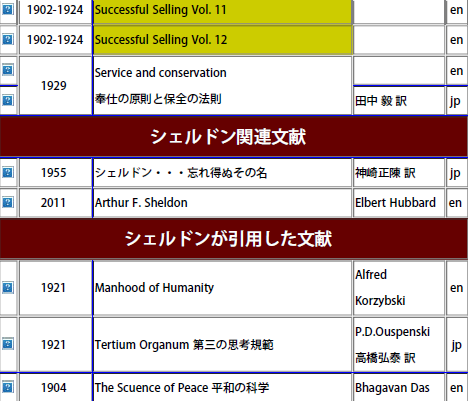 1902-1924 Successful Selling Vol. 11 en
1902-1924 Successful Selling Vol. 12 en
1929 Service and conservation en
奉仕の原則と保全の法則 田中 毅 訳 jp
シェルドン関連文献
1955 シェルドン・・・忘れ得ぬその名 神崎正陳 訳 jp
2011 Arthur F. Sheldon Elbert Hubbard en
シェルドンが引用した文献
1921 Manhood of Humanity Alfred Korzybski en
1921 Tertium Organum 第三の思考規範 P.D.Ouspenski 高橋弘泰 訳 jp
1904 The Scuence of Peace 平和の科学 Bhagavan Das en